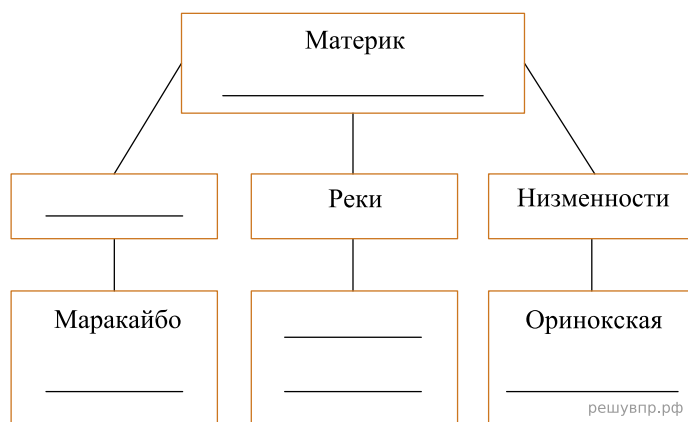 Материк
Реки
Низменности
Маракайбо
Оринокская
решувпр.рф